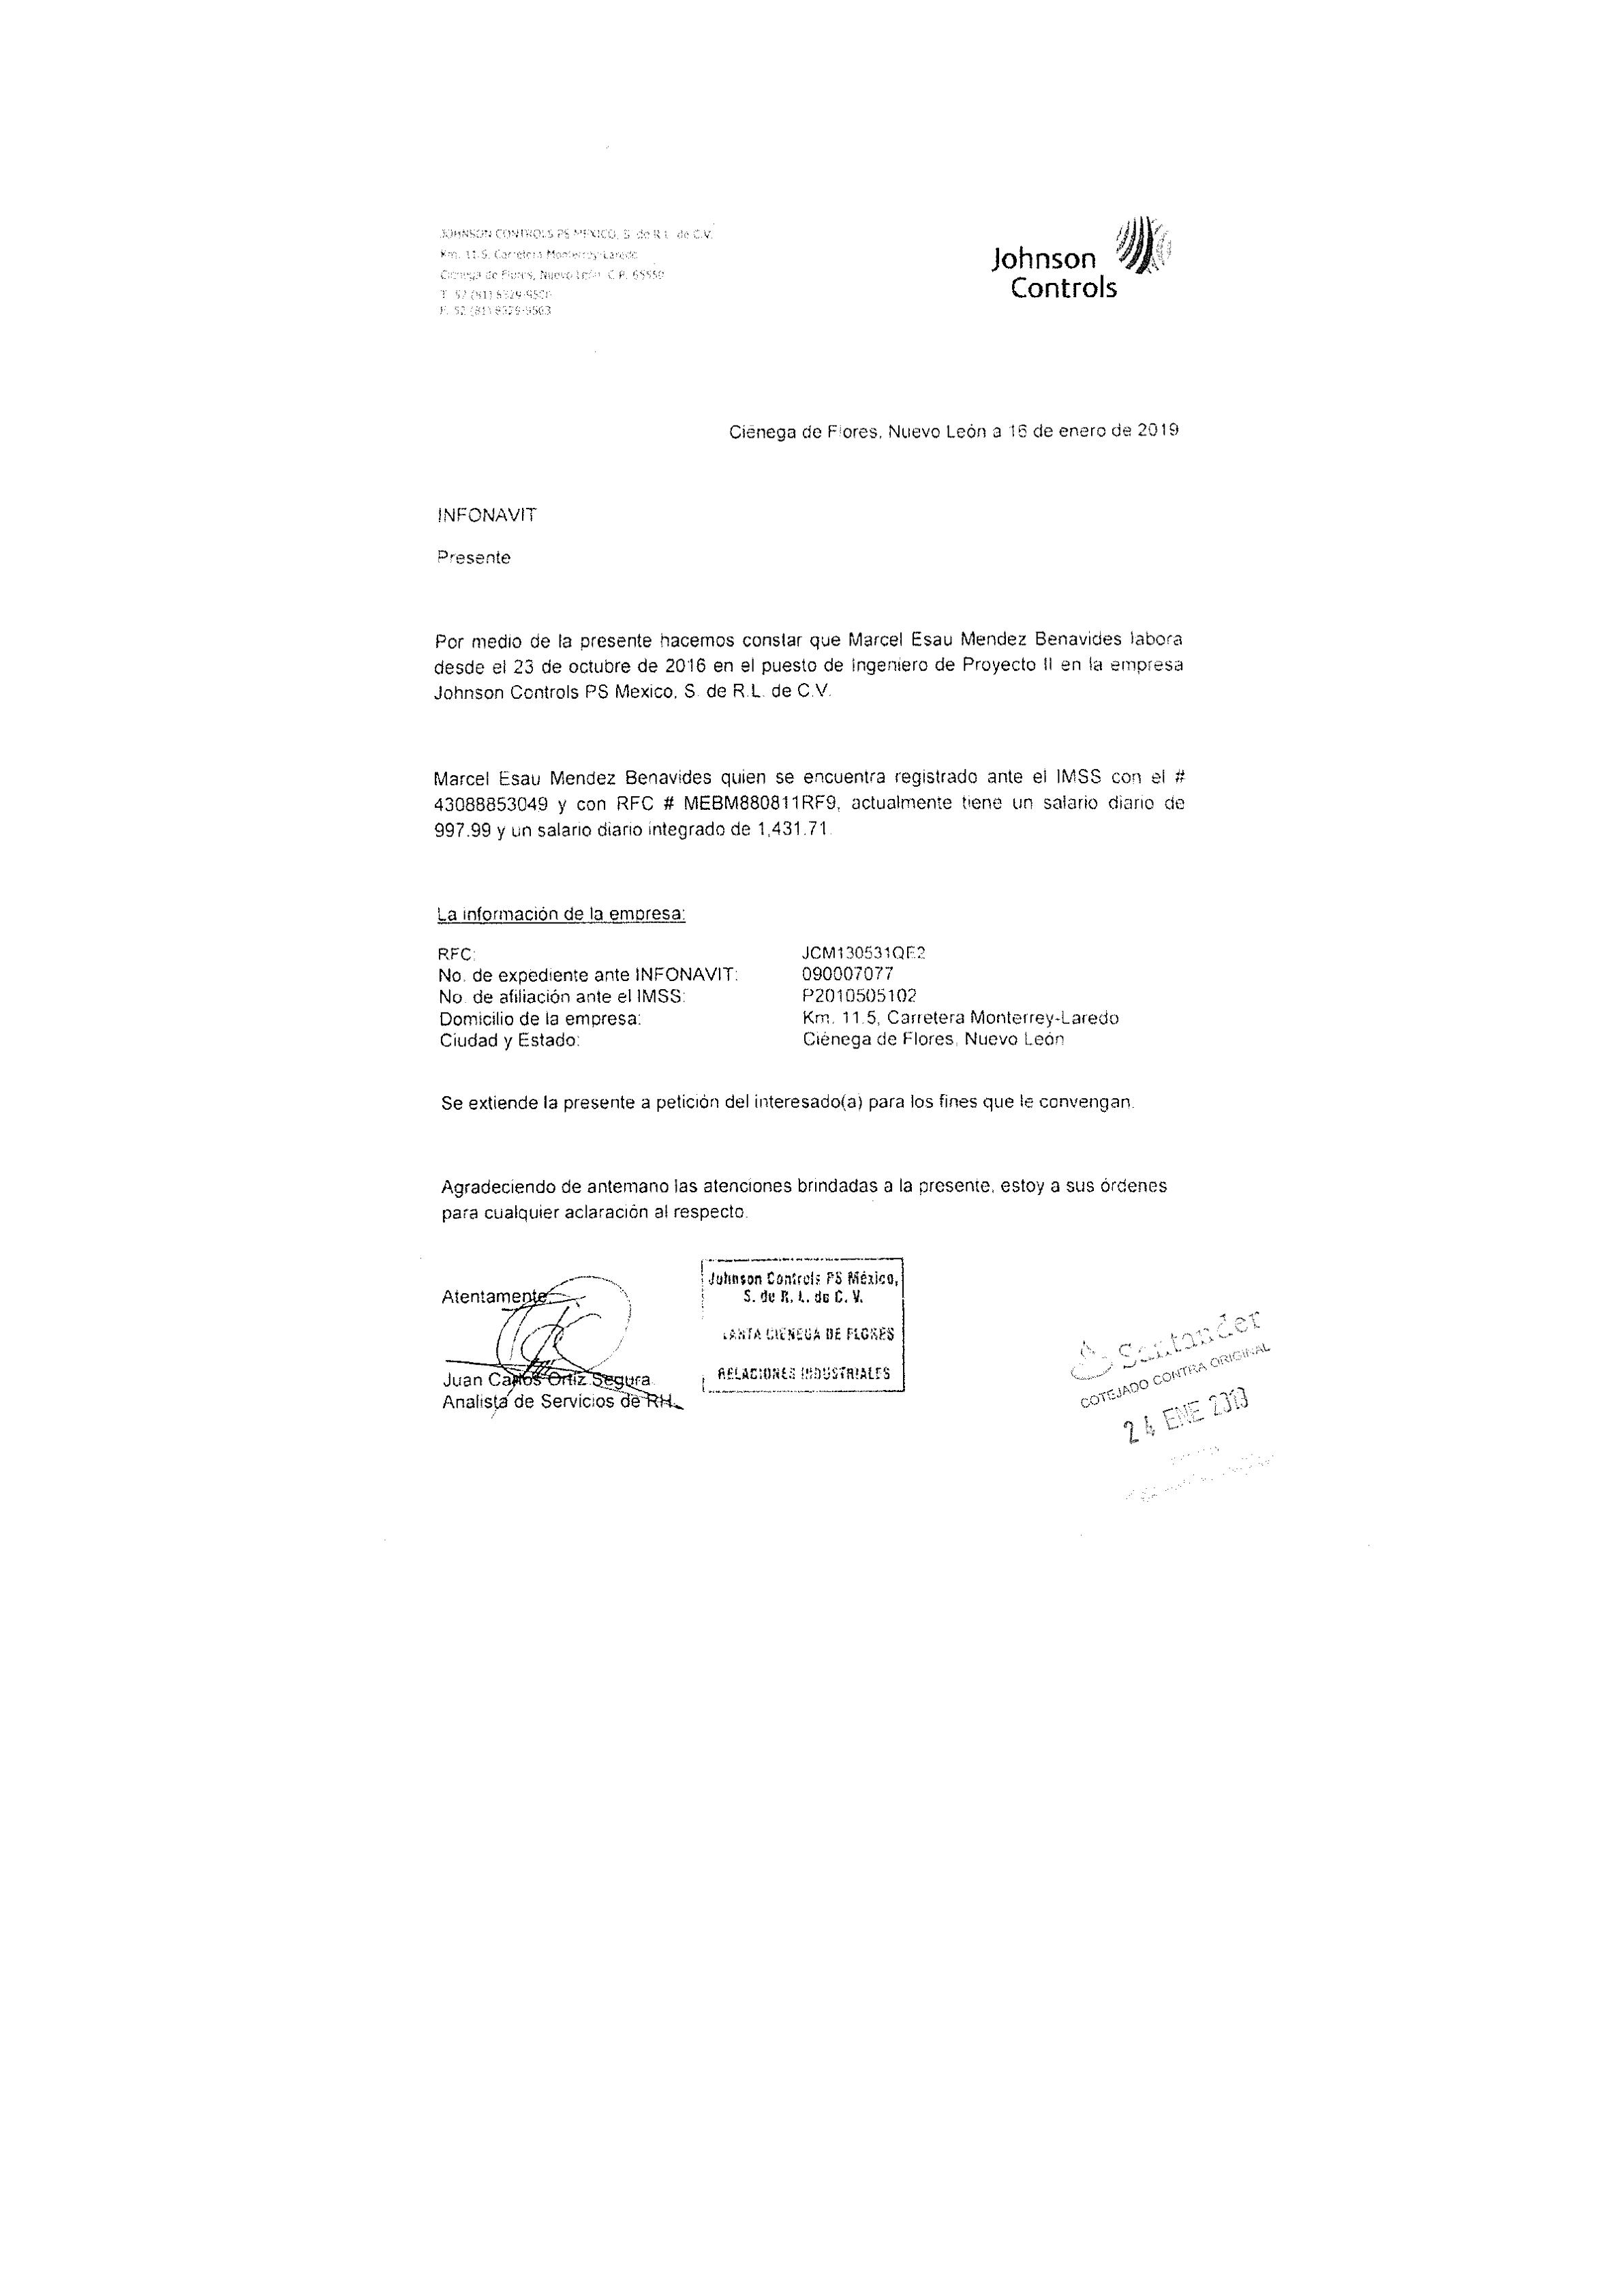 JOHNSON CONTROLS PS MEXICO, S. de R.L. de C.V.
Km. 11.5, Carretera Monterrey-Laredo
Cienega de Flores, Nuevo León C.P. 65550
T. 52 (81)
F. 52 (81)
Johnson
Controls
Ciénega de Flores, Nuevo León a 16 de enero de 2019
INFONAVIT
Presente
Por medio de la presente hacemos constar que Marcel Esau Mendez Benavides labora
desde el 23 de octubre de 2016 en el puesto de Ingeniero de Proyecto II en la empresa
Johnson Controls PS Mexico, S. de R.L. de C.V.
Marcel Esau Mendez Benavides quien se encuentra registrado ante el IMSS con el #
43088853049 y con RFC # MEBM880811RF9, actualmente tiene un salario diario de
997.99 y un salario diario integrado de 1,431.71.
La información de la empresa:
RFC: JCM130531QF2
No. de expediente ante INFONAVIT: 090007077
No. de afiliación ante el IMSS: P2010505102
Domicilio de la empresa: Km. 11.5, Carretera Monterrey-Laredo
Ciudad y Estado: Ciénega de Flores, Nuevo León
Se extiende la presente a petición del interesado(a) para los fines que le convengan.
Agradeciendo de antemano las atenciones brindadas a la presente, estoy a sus órdenes
para cualquier aclaración al respecto.
Johnson Controls PS México,
S. de R. L. de C. V.
PLANTA CIENEGA DE FLORES
RELACIONES INDUSTRIALES
Atentamente
Juan Carlos Ortiz Segura
Analista de Servicios de RH
Santander
COTEJADO CONTRA ORIGINAL
24 ENE